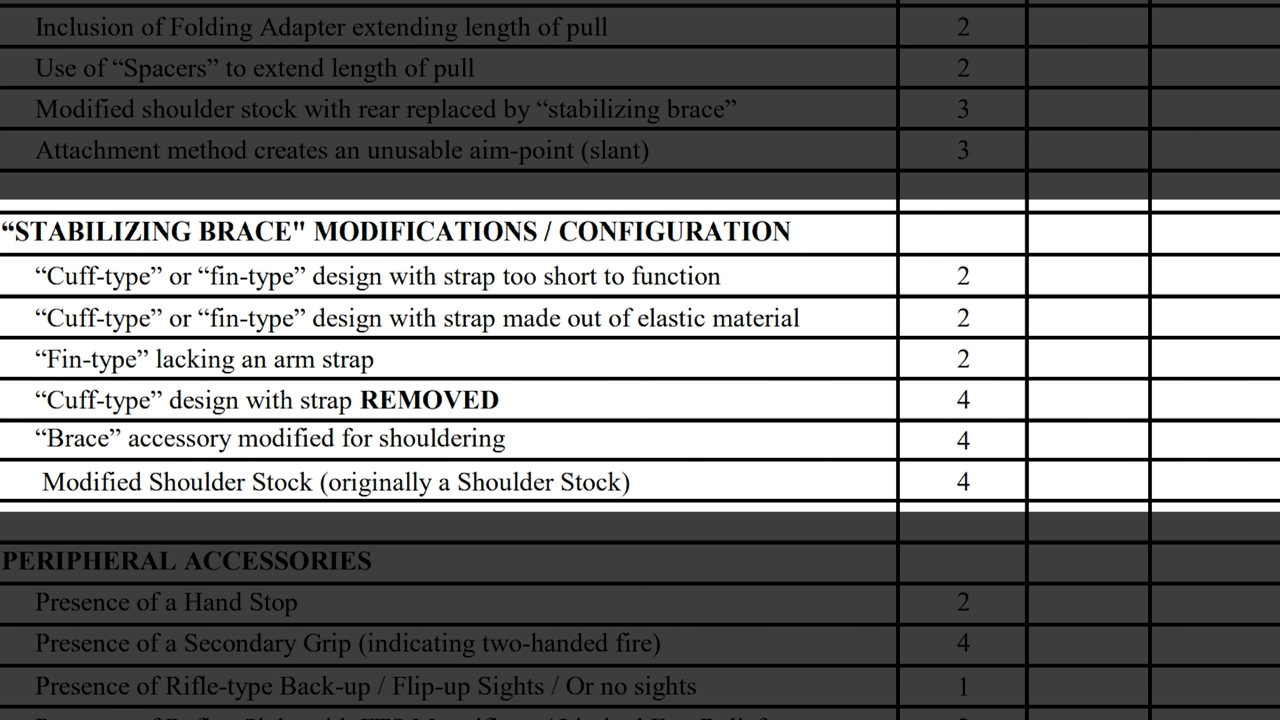 Inclusion of Folding Adapter extending length of pull 2
Use of “Spacers” to extend length of pull 2
Modified shoulder stock with rear replaced by “stabilizing brace” 3
Attachment method creates an unusable aim-point (slant) 3
“STABILIZING BRACE" MODIFICATIONS / CONFIGURATION
“Cuff-type” or “fin-type” design with strap too short to function 2
“Cuff-type” or “fin-type” design with strap made out of elastic material 2
“Fin-type” lacking an arm strap 2
“Cuff-type” design with strap REMOVED 4
“Brace” accessory modified for shouldering 4
Modified Shoulder Stock (originally a Shoulder Stock) 4
PERIPHERAL ACCESSORIES
Presence of a Hand Stop 2
Presence of a Secondary Grip (indicating two-handed fire) 4
Presence of Rifle-type Back-up / Flip-up Sights / Or no sights 1